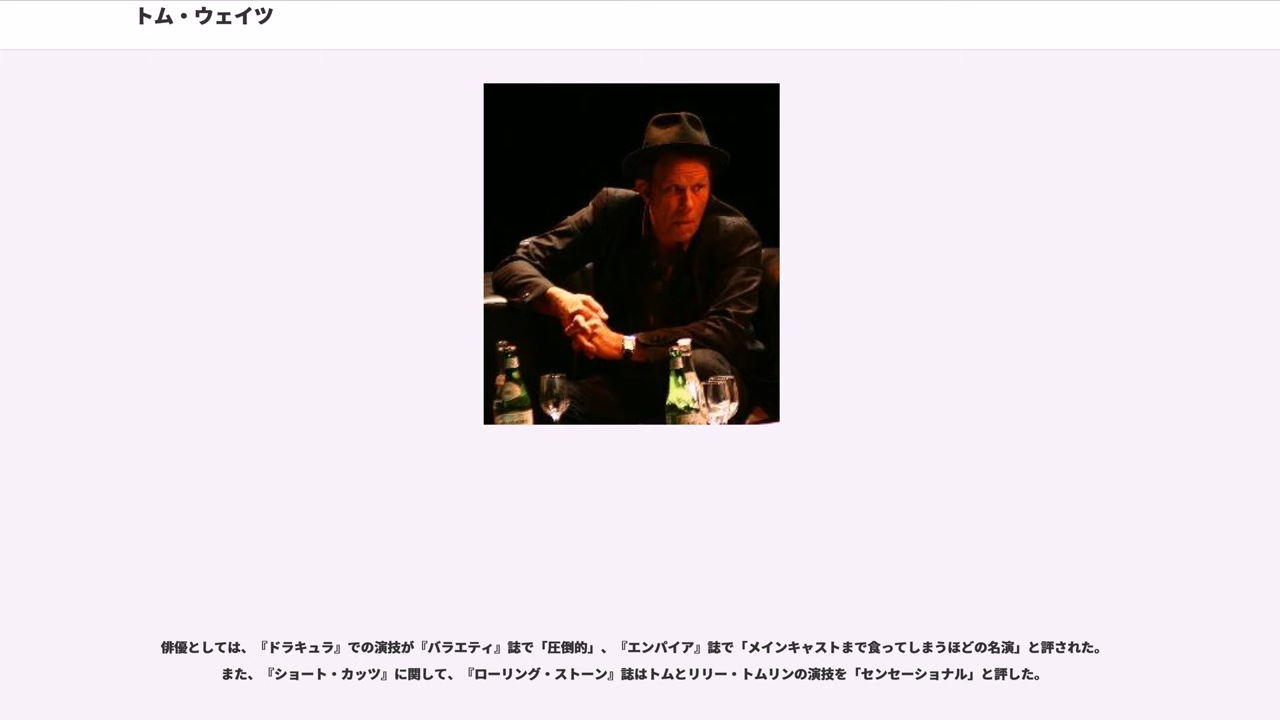 トム・ウェイツ
俳優としては、『ドラキュラ』での演技が『バラエティ』誌で「圧倒的」、『エンパイア』誌で「メインキャストまで食ってしまうほどの名演」と評された。
また、『ショート・カッツ』に関して、『ローリング・ストーン』誌はトムとリリー・トムリンの演技を「センセーショナル」と評した。